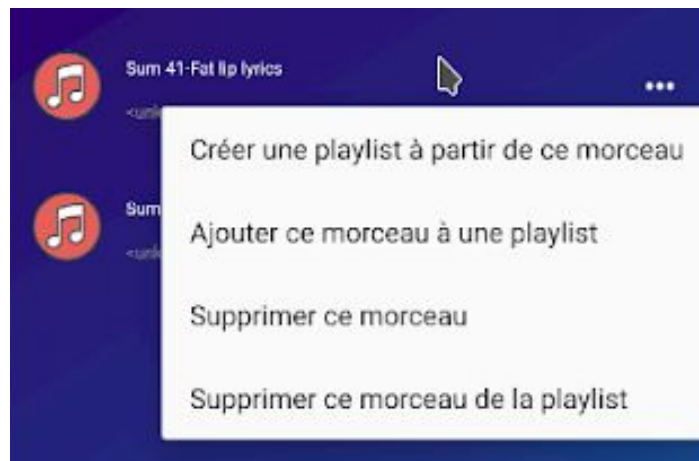 Sum 41-Fat lip lyrics
Créer une playlist à partir de ce morceau
Sum
Ajouter ce morceau à une playlist
Supprimer ce morceau
Supprimer ce morceau de la playlist